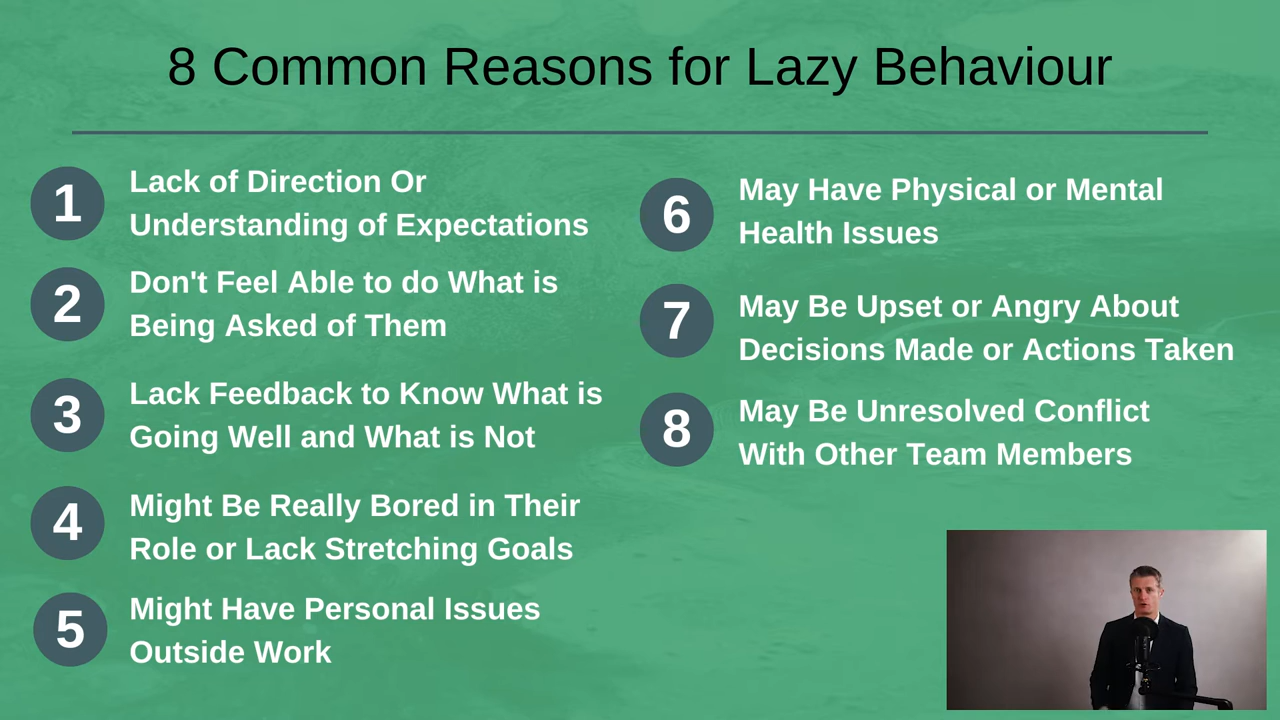 8 Common Reasons for Lazy Behaviour
1
Lack of Direction Or
Understanding of Expectations
2
Don't Feel Able to do What is
Being Asked of Them
3
Lack Feedback to Know What is
Going Well and What is Not
4
Might Be Really Bored in Their
Role or Lack Stretching Goals
5
Might Have Personal Issues
Outside Work
6
May Have Physical or Mental
Health Issues
7
May Be Upset or Angry About
Decisions Made or Actions Taken
8
May Be Unresolved Conflict
With Other Team Members